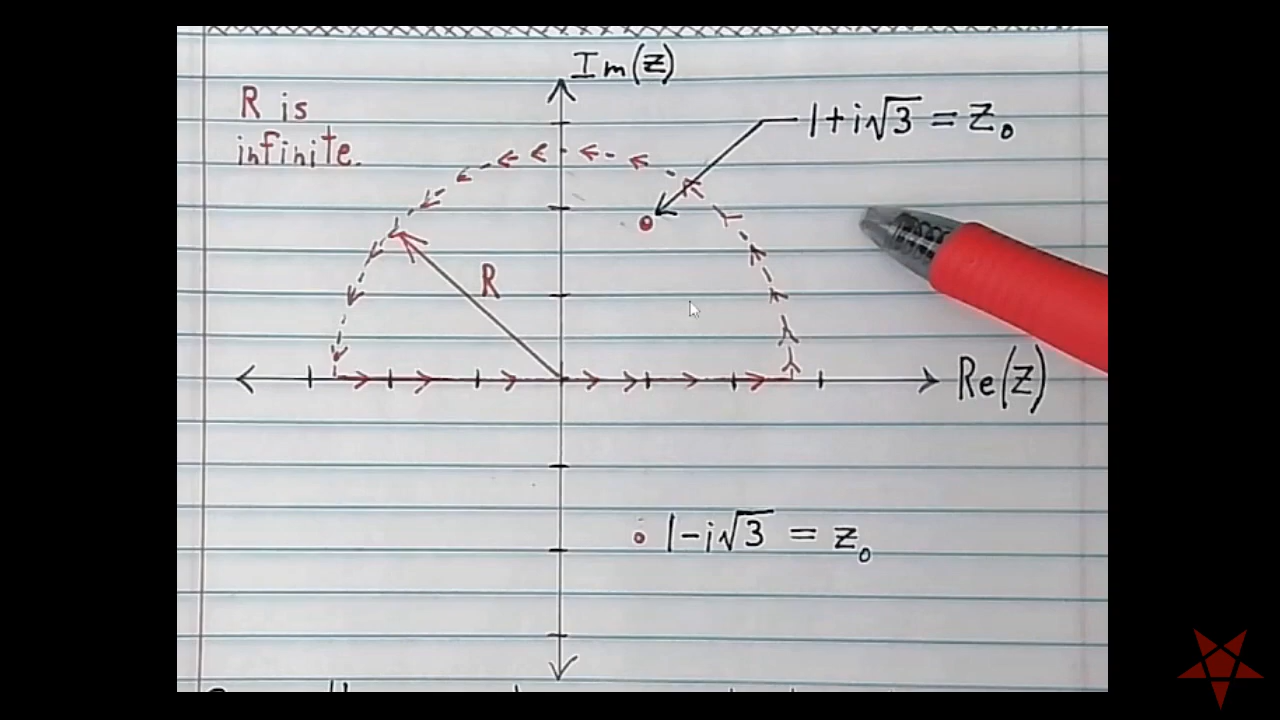 Im(z)
R is
infinite.
1+i√3 = z₀
R
Re(z)
1-i√3 = z₀